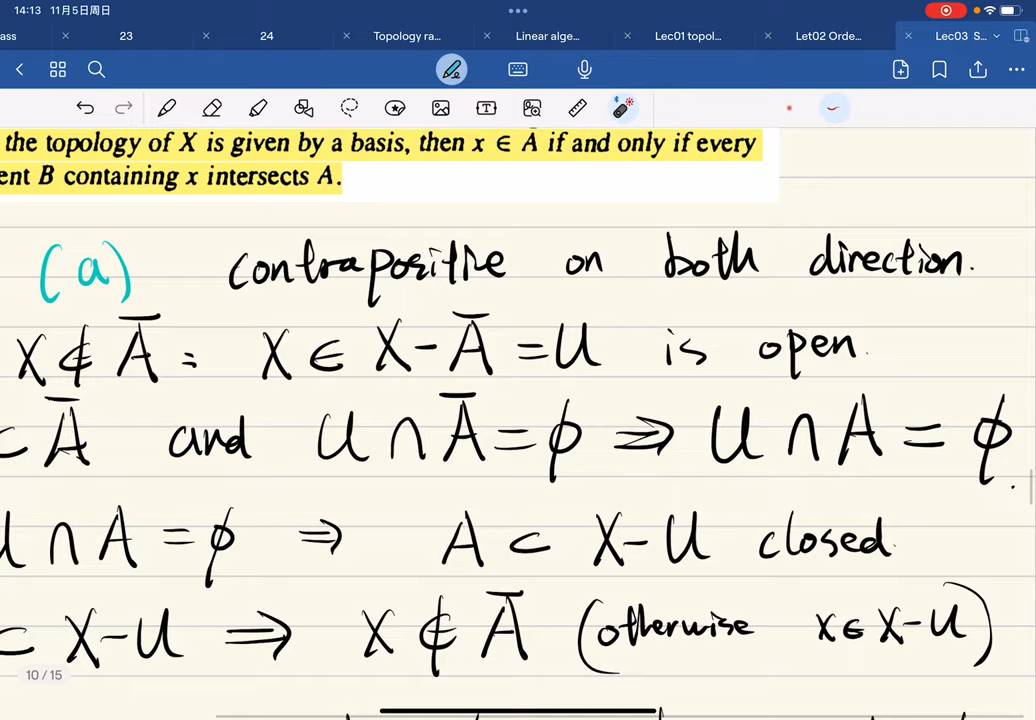 14:13 11月5日周日
ass 23 24 Topology ra... Linear alge... Lec01 topol... Let02 Orde... Lec03 S...
the topology of X is given by a basis, then x ∈ A if and only if every
ent B containing x intersects A.
(a) contrapositive on both direction.
X ∉ Ā : X ∈ X - Ā = U is open.
⊂ Ā and U ∩ Ā = ϕ ⇒ U ∩ A = ϕ.
U ∩ A = ϕ ⇒ A ⊂ X - U closed.
⊂ X - U ⇒ X ∉ Ā (otherwise x ∈ X - U)
10 / 15